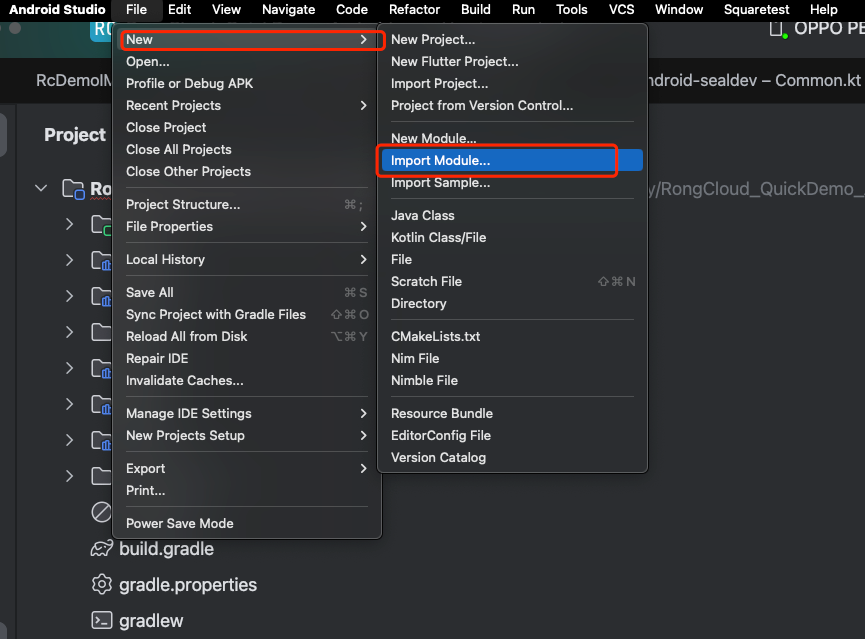 Android Studio File Edit View Navigate Code Refactor Build Run Tools VCS Window Squaretest Help
OPPO
New
Open...
Profile or Debug APK
Recent Projects
Close Project
Close All Projects
Close Other Projects
Project Structure... ⌘ ;
File Properties
Local History
Save All ⌘ S
Sync Project with Gradle Files ⇧ ⌘ O
Reload All from Disk ⌥ ⌘ Y
Repair IDE
Invalidate Caches...
Manage IDE Settings
New Projects Setup
Export
Print...
Power Save Mode
New Project...
New Flutter Project...
Import Project...
Project from Version Control...
New Module...
Import Module...
Import Sample...
Java Class
Kotlin Class/File
File
Scratch File ⇧ ⌘ N
Directory
CMakeLists.txt
Nim File
Nimble File
Resource Bundle
EditorConfig File
Version Catalog
ndroid-sealdev – Common.kt
Project
y/RongCloud_QuickDemo_
build.gradle
gradle.properties
gradlew